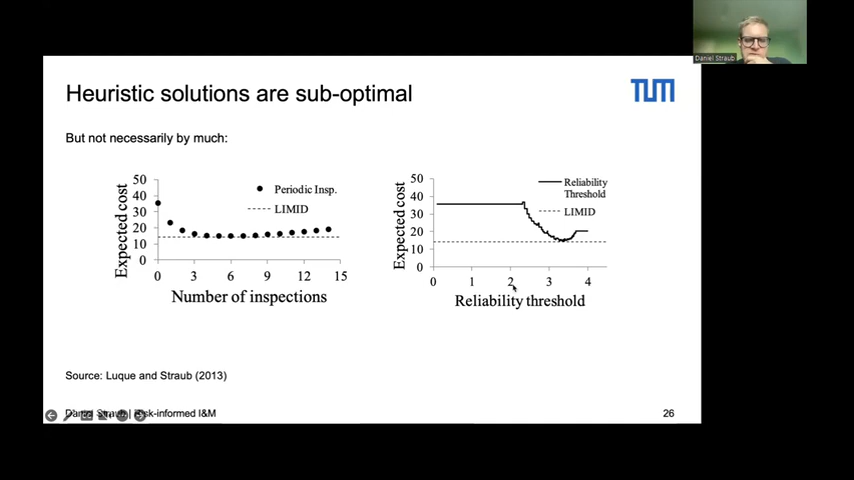 Daniel Straub
Heuristic solutions are sub-optimal
TUM
But not necessarily by much:
Expected cost
50
40
30
20
10
0
Periodic Insp.
LIMID
0 3 6 9 12 15
Number of inspections
Expected cost
50
40
30
20
10
0
Reliability
Threshold
LIMID
0 1 2 3 4
Reliability threshold
Source: Luque and Straub (2013)
Daniel Straub | Risk-informed I&M
26